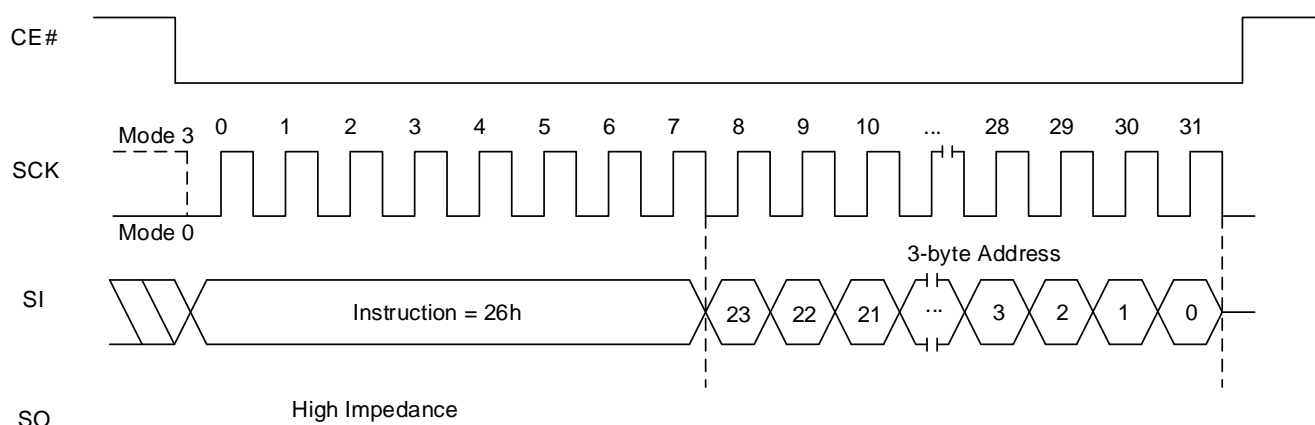 CE#
0 1 2 3 4 5 6 7 8 9 10 ... 28 29 30 31
Mode 3
SCK
Mode 0
3-byte Address
SI
Instruction = 26h 23 22 21 ... 3 2 1 0
High Impedance
SO